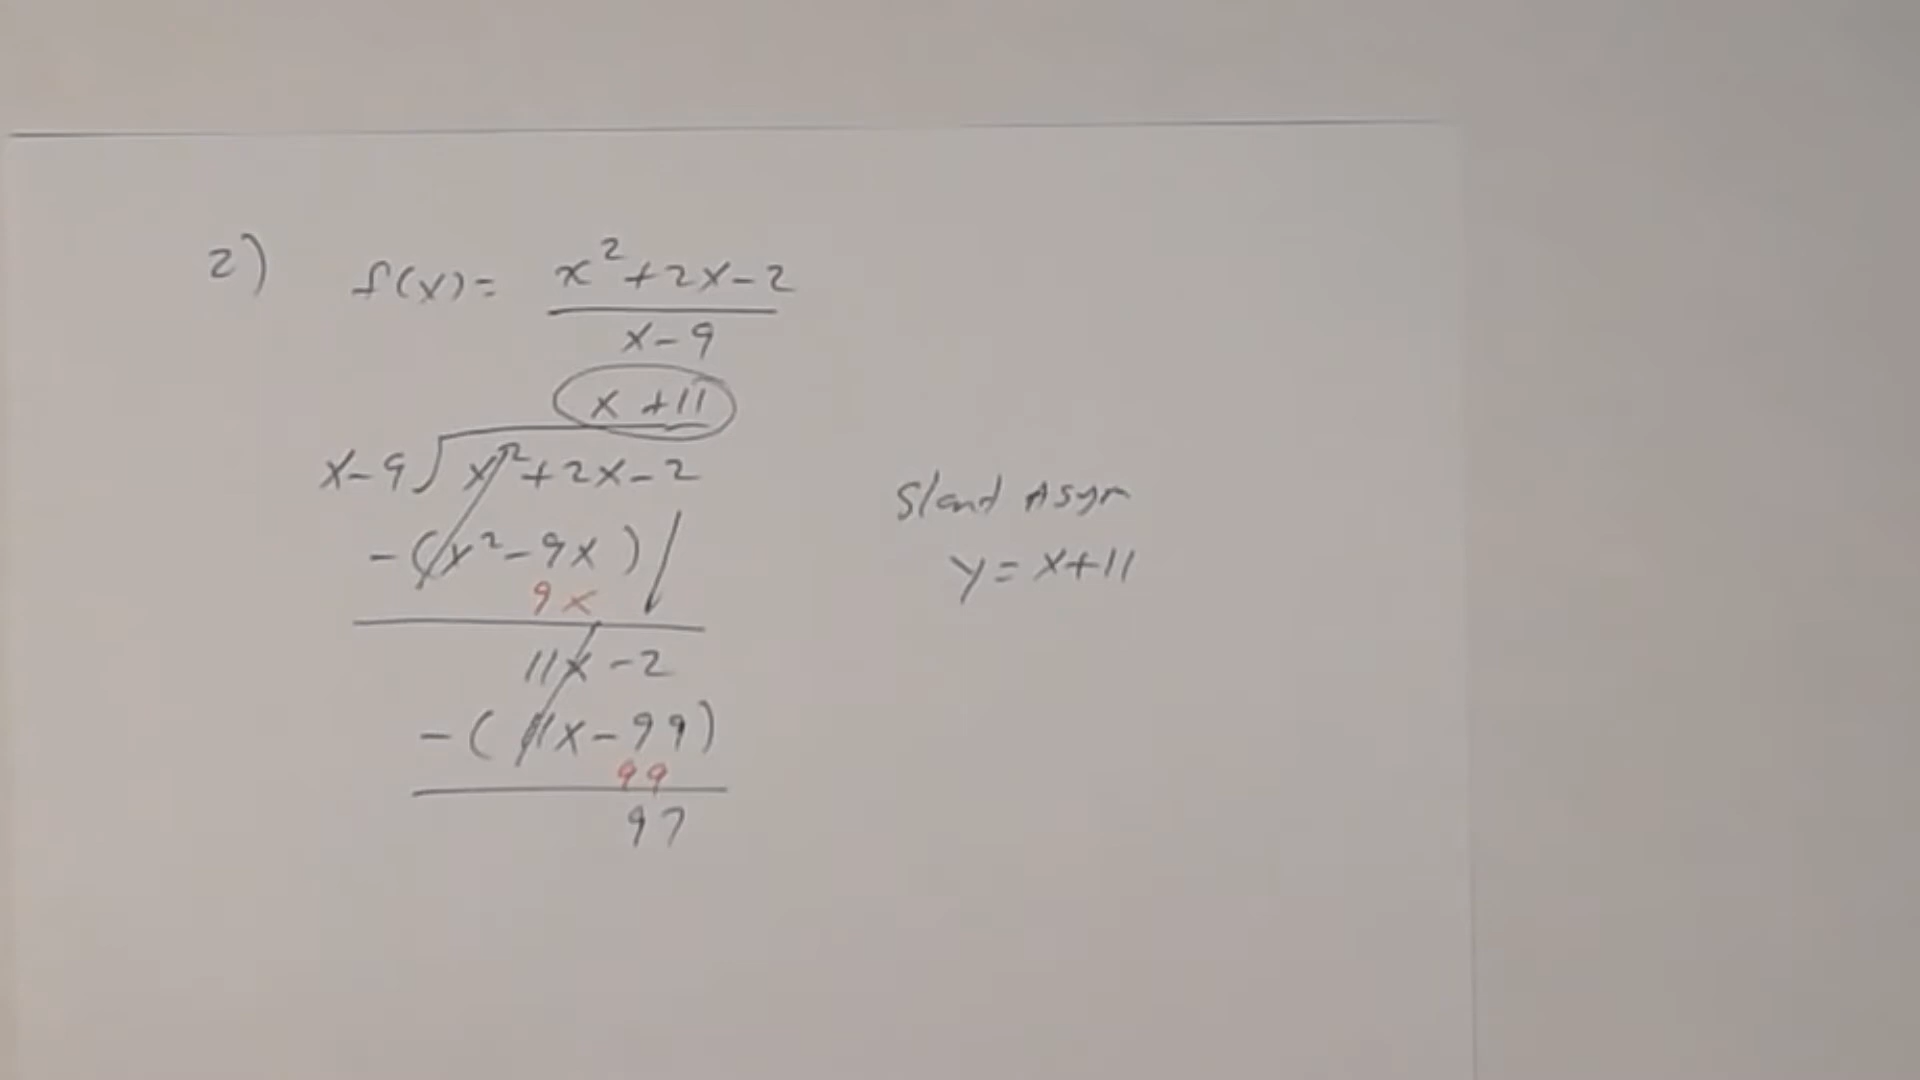 2) f(x) = x²+2x-2
x-9
x +11
x-9 x²+2x-2
-(x²-9x)
9x
11x -2
-( 11x-99)
99
97
Slant Asym
y = x+11